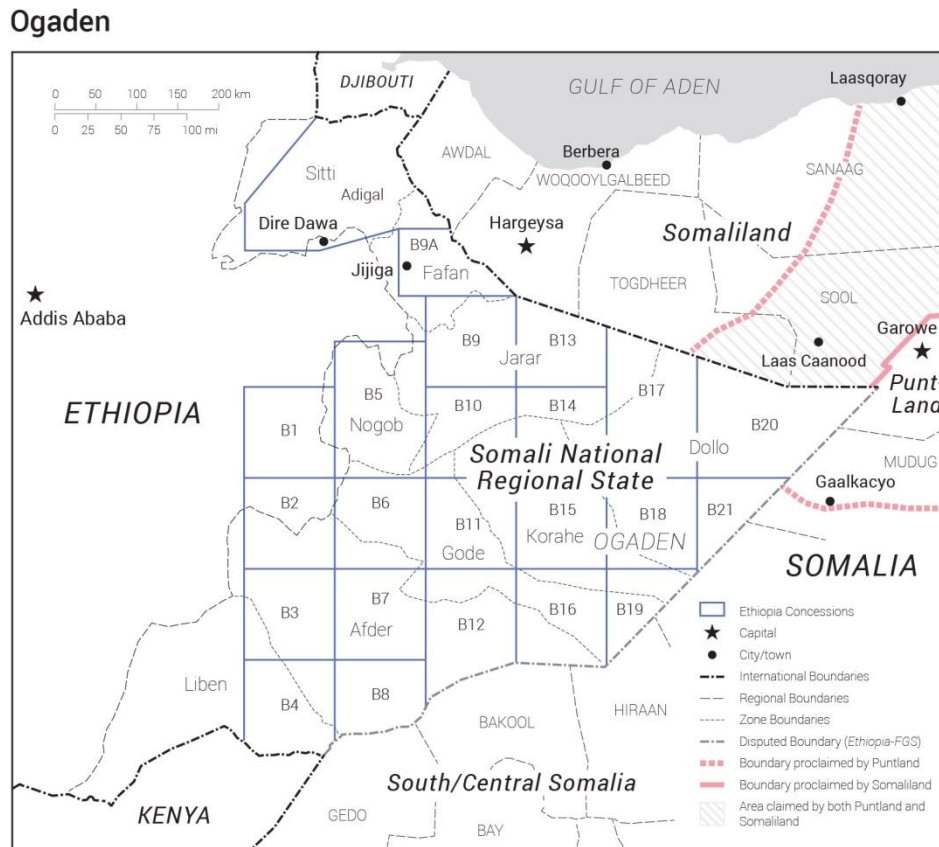 Ogaden
0 50 100 150 200 km
0 25 50 75 100 mi
DJIBOUTI
GULF OF ADEN
Laasqoray
AWDAL
Berbera
WOQOOYLGALBEED
SANAAG
Sitti
Adigal
Dire Dawa
Hargeysa
Somaliland
B9A
Jijiga
Fafan
TOGDHEER
SOOL
Addis Ababa
Garowe
Laas Caanood
B9
B13
Jarar
Punt-
Land
ETHIOPIA
B5
Nogob
B17
B1
B10
B14
B20
Dollo
MUDUG
Somali National
Regional State
Gaalkacyo
B2
B6
B11
B15
B18
B21
Gode
Korahe
OGADEN
SOMALIA
B3
B7
Afder
B12
B16
B19
Liben
B4
B8
BAKOOL
HIRAAN
South/Central Somalia
KENYA
GEDO
BAY
Ethiopia Concessions
Capital
City/town
International Boundaries
Regional Boundaries
Zone Boundaries
Disputed Boundary (Ethiopia-FGS)
Boundary proclaimed by Puntland
Boundary proclaimed by Somaliland
Area claimed by both Puntland and
Somaliland